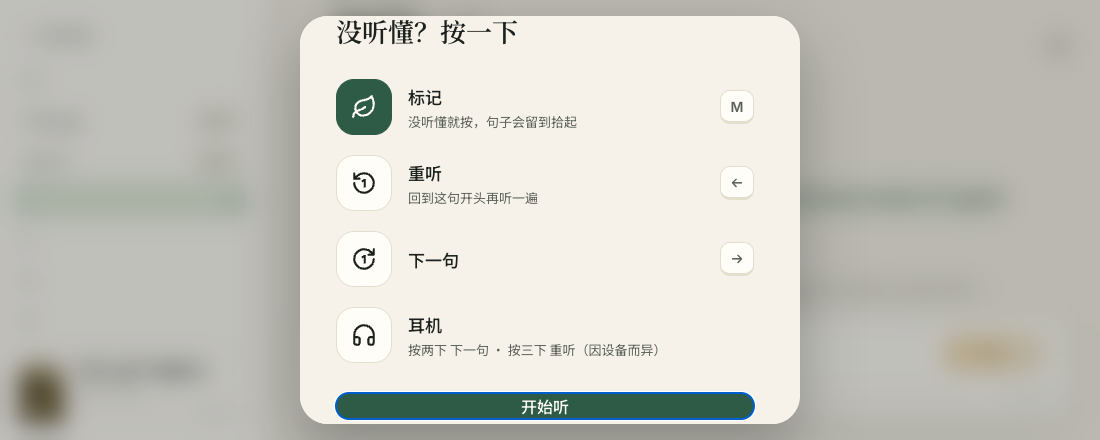 没听懂？按一下
标记
没听懂就按，句子会留到拾起
M
重听
回到这句开头再听一遍
←
下一句
→
耳机
按两下 下一句 · 按三下 重听（因设备而异）
开始听